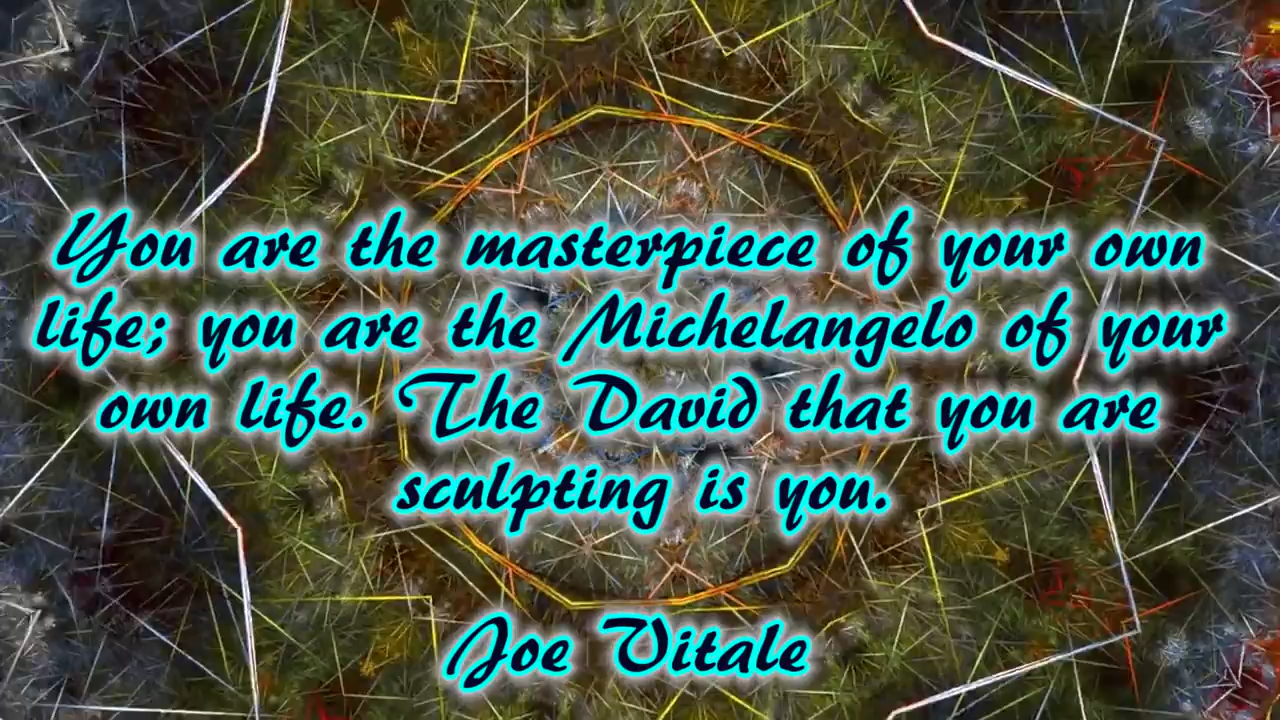 You are the masterpiece of your own
life; you are the Michelangelo of your
own life. The David that you are
sculpting is you.
Joe Vitale